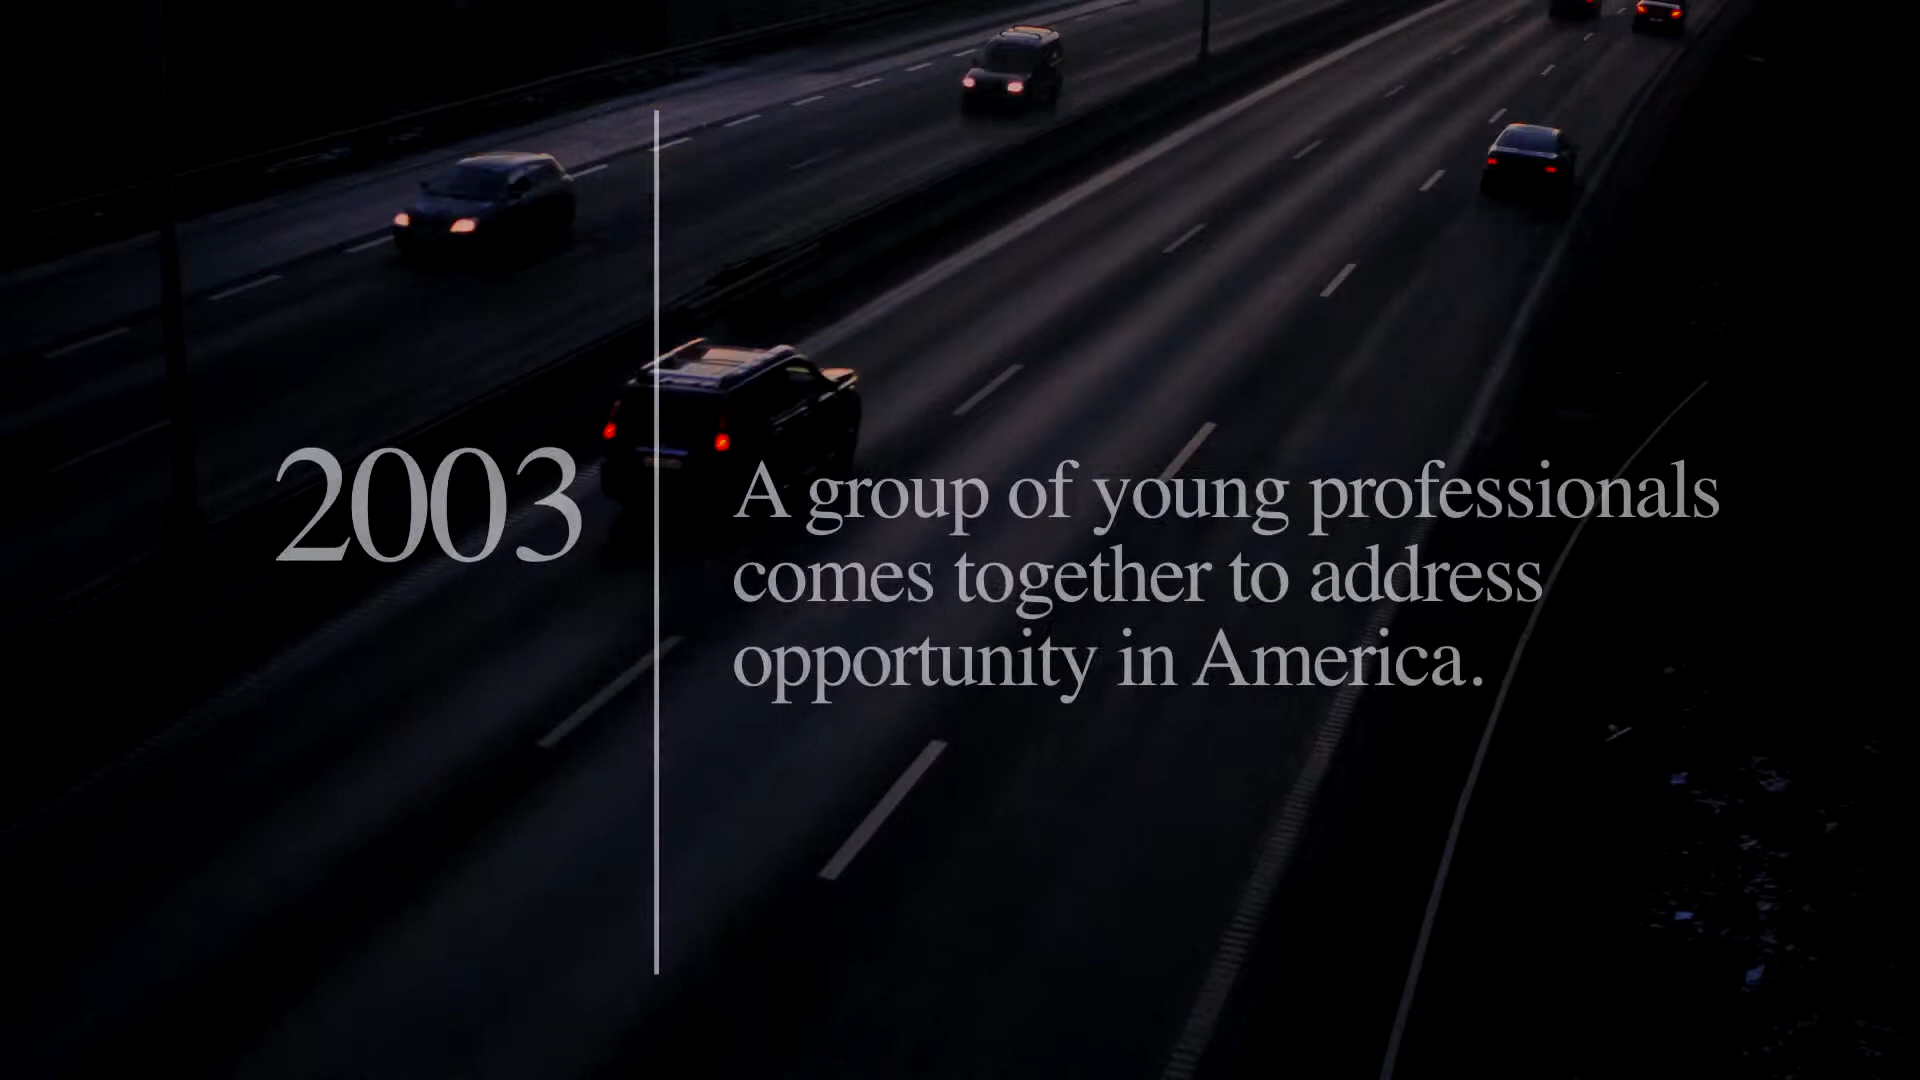 2003
A group of young professionals
comes together to address
opportunity in America.